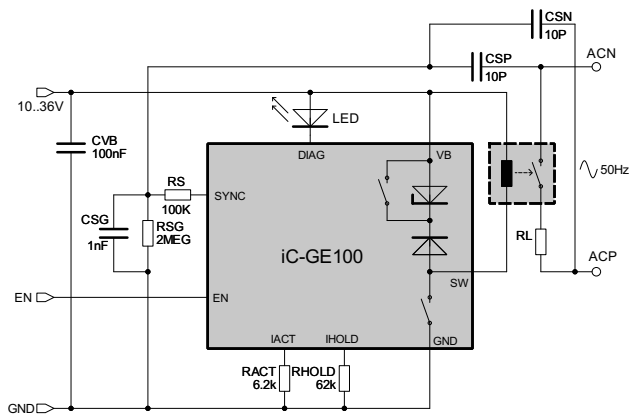 CSN
10P
CSP
10P
ACN
10..36V
LED
CVB
100nF
DIAG
VB
50Hz
RS
100K
SYNC
CSG
1nF
RSG
2MEG
iC-GE100
RL
SW
ACP
EN
EN
IACT
IHOLD
GND
RACT
6.2k
RHOLD
62k
GND